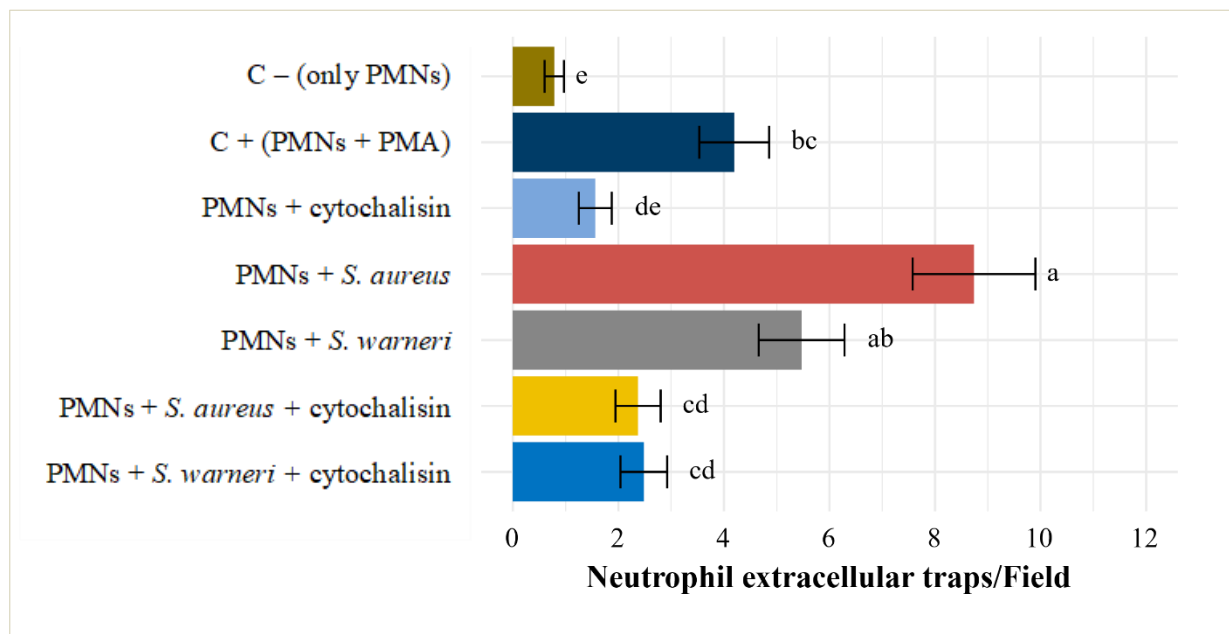 C – (only PMNs)
e
C + (PMNs + PMA)
bc
PMNs + cytochalisin
de
PMNs + S. aureus
a
PMNs + S. warneri
ab
PMNs + S. aureus + cytochalisin
cd
PMNs + S. warneri + cytochalisin
cd
0 2 4 6 8 10 12
Neutrophil extracellular traps/Field